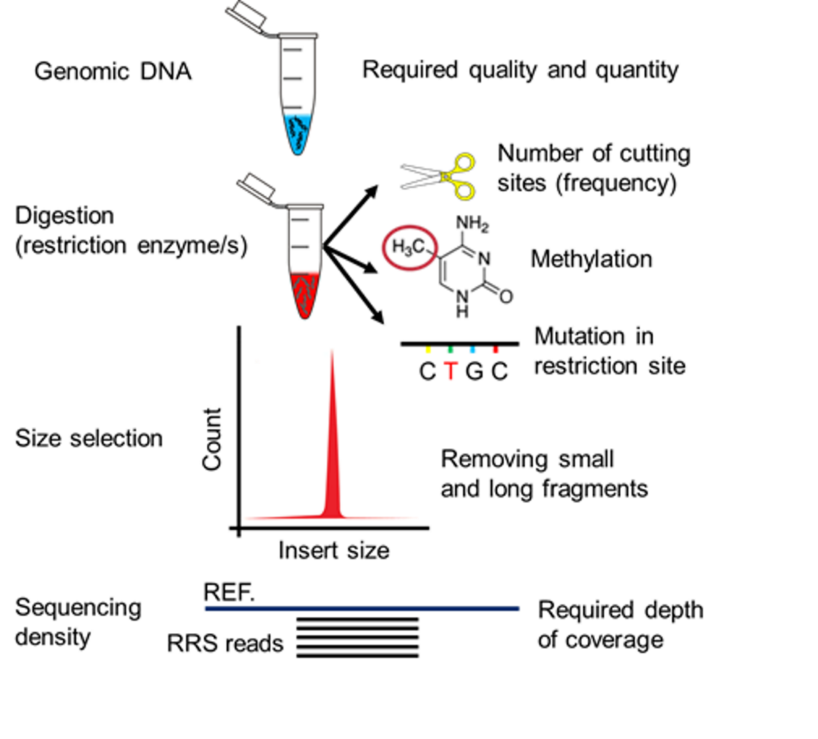 Genomic DNA
Required quality and quantity
Number of cutting
sites (frequency)
Digestion
(restriction enzyme/s)
NH₂
H₃C
N
N
H
O
Methylation
Mutation in
restriction site
C T G C
Size selection
Count
Insert size
Removing small
and long fragments
REF.
Sequencing
density
RRS reads
Required depth
of coverage